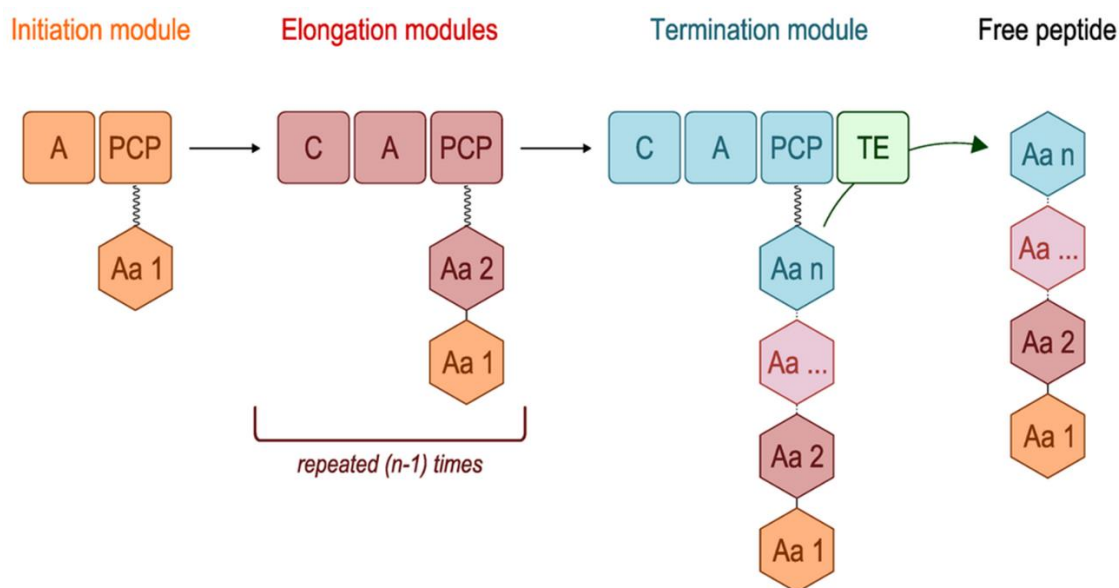 Initiation module
Elongation modules
Termination module
Free peptide
A
PCP
C
A
PCP
C
A
PCP
TE
Aa 1
Aa 2
Aa 1
repeated (n-1) times
Aa n
Aa ...
Aa 2
Aa 1
Aa n
Aa ...
Aa 2
Aa 1